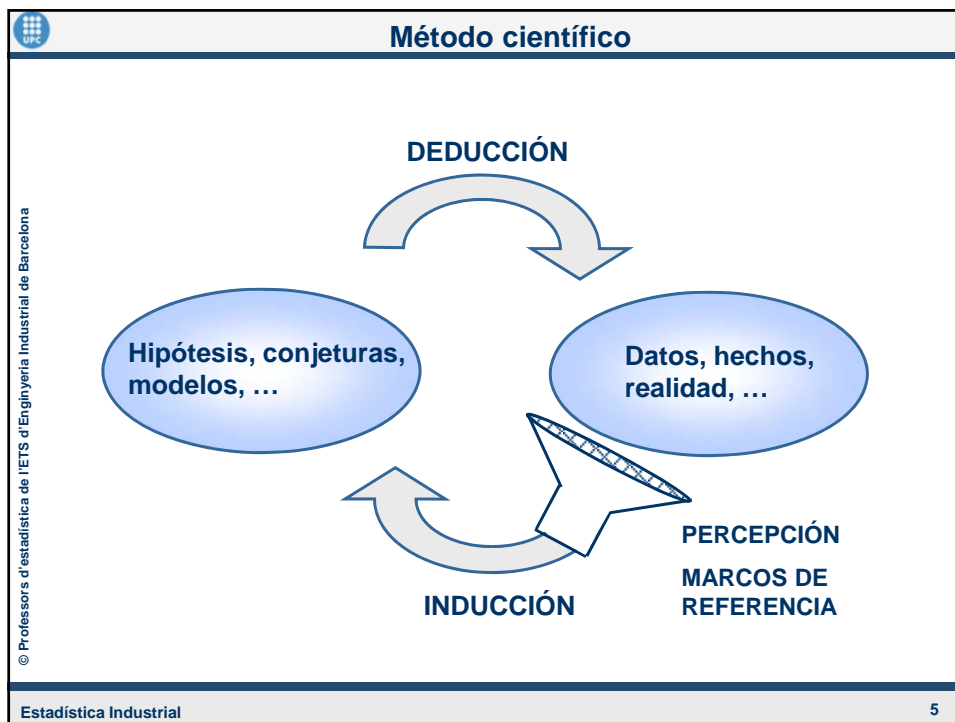 UPC
Método científico
DEDUCCIÓN
Hipótesis, conjeturas,
modelos, …
Datos, hechos,
realidad, …
PERCEPCIÓN
MARCOS DE
REFERENCIA
INDUCCIÓN
© Professors d'estadística de l'ETS d'Enginyeria Industrial de Barcelona
Estadística Industrial
5